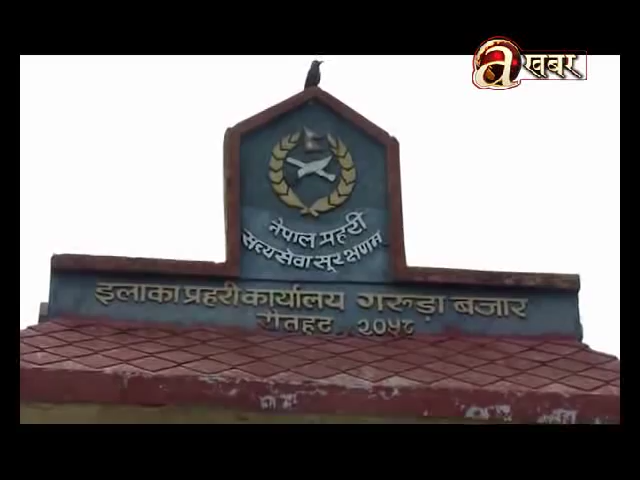 खबर
नेपाल प्रहरी
सत्य सेवा सुरक्षणम
इलाका प्रहरी कार्यालय गरुडा बजार
रौतहट २०५८